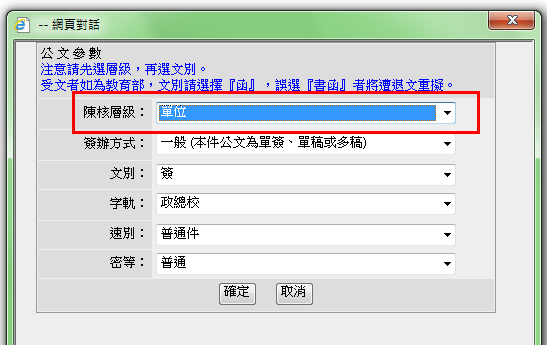 -- 網頁對話
公文參數
注意請先選層級，再選文別。
受文者如為教育部，文別請選擇『函』，誤選『書函』者將遭退文重擬。
陳核層級： 單位
簽辦方式： 一般 (本件公文為單簽、單稿或多稿)
文別： 簽
字軌： 政總校
速別： 普通件
密等： 普通
確定 取消